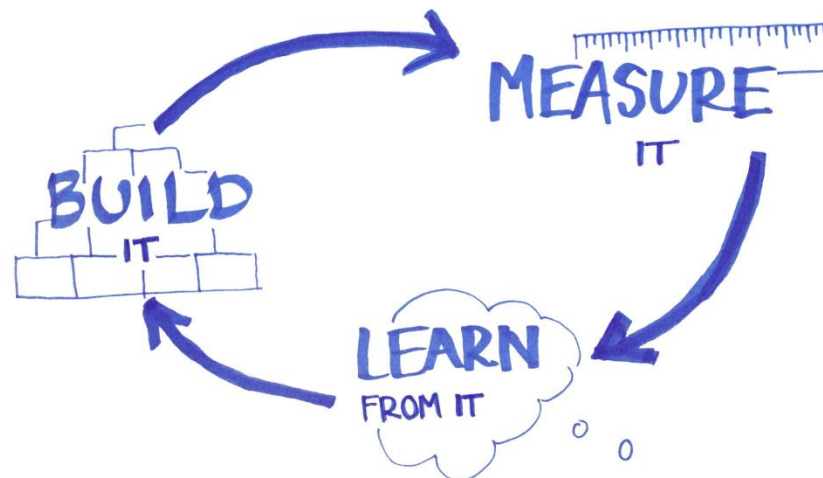 BUILD
IT
MEASURE
IT
LEARN
FROM IT